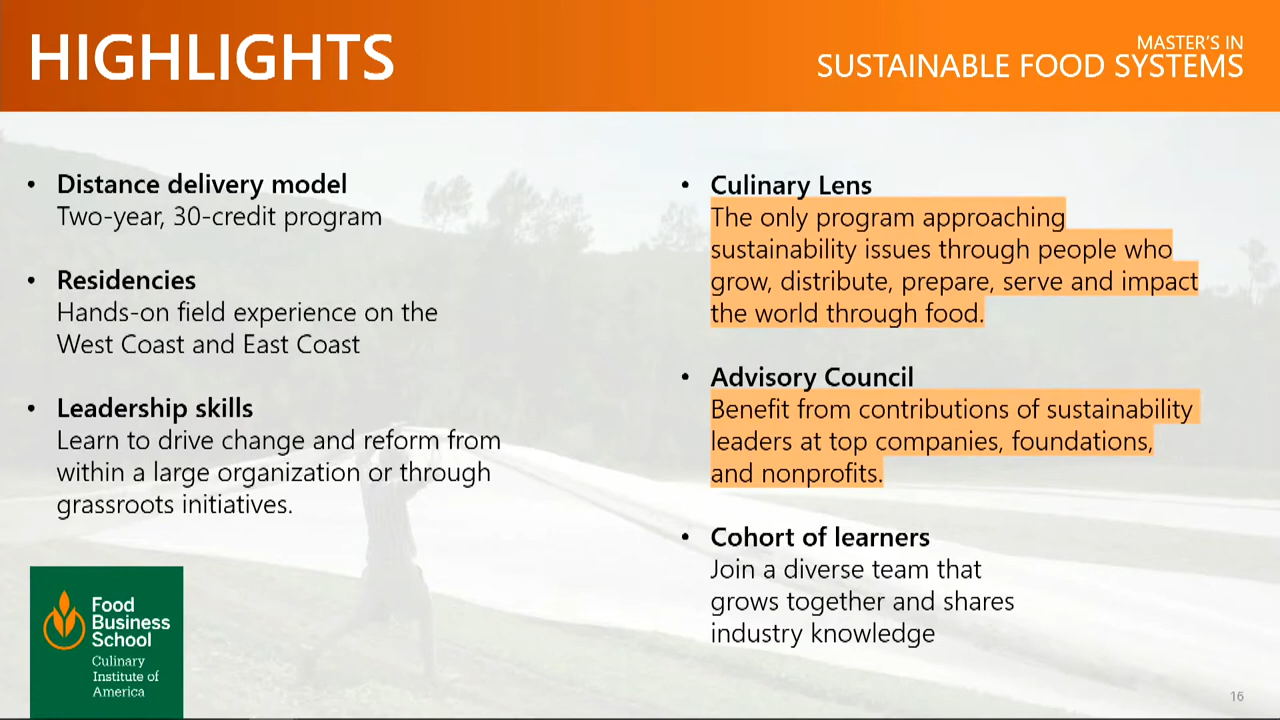 HIGHLIGHTS
MASTER'S IN
SUSTAINABLE FOOD SYSTEMS
• Distance delivery model
Two-year, 30-credit program
• Residencies
Hands-on field experience on the
West Coast and East Coast
• Leadership skills
Learn to drive change and reform from
within a large organization or through
grassroots initiatives.
• Culinary Lens
The only program approaching
sustainability issues through people who
grow, distribute, prepare, serve and impact
the world through food.
• Advisory Council
Benefit from contributions of sustainability
leaders at top companies, foundations,
and nonprofits.
• Cohort of learners
Join a diverse team that
grows together and shares
industry knowledge
Food
Business
School
Culinary
Institute of
America
16